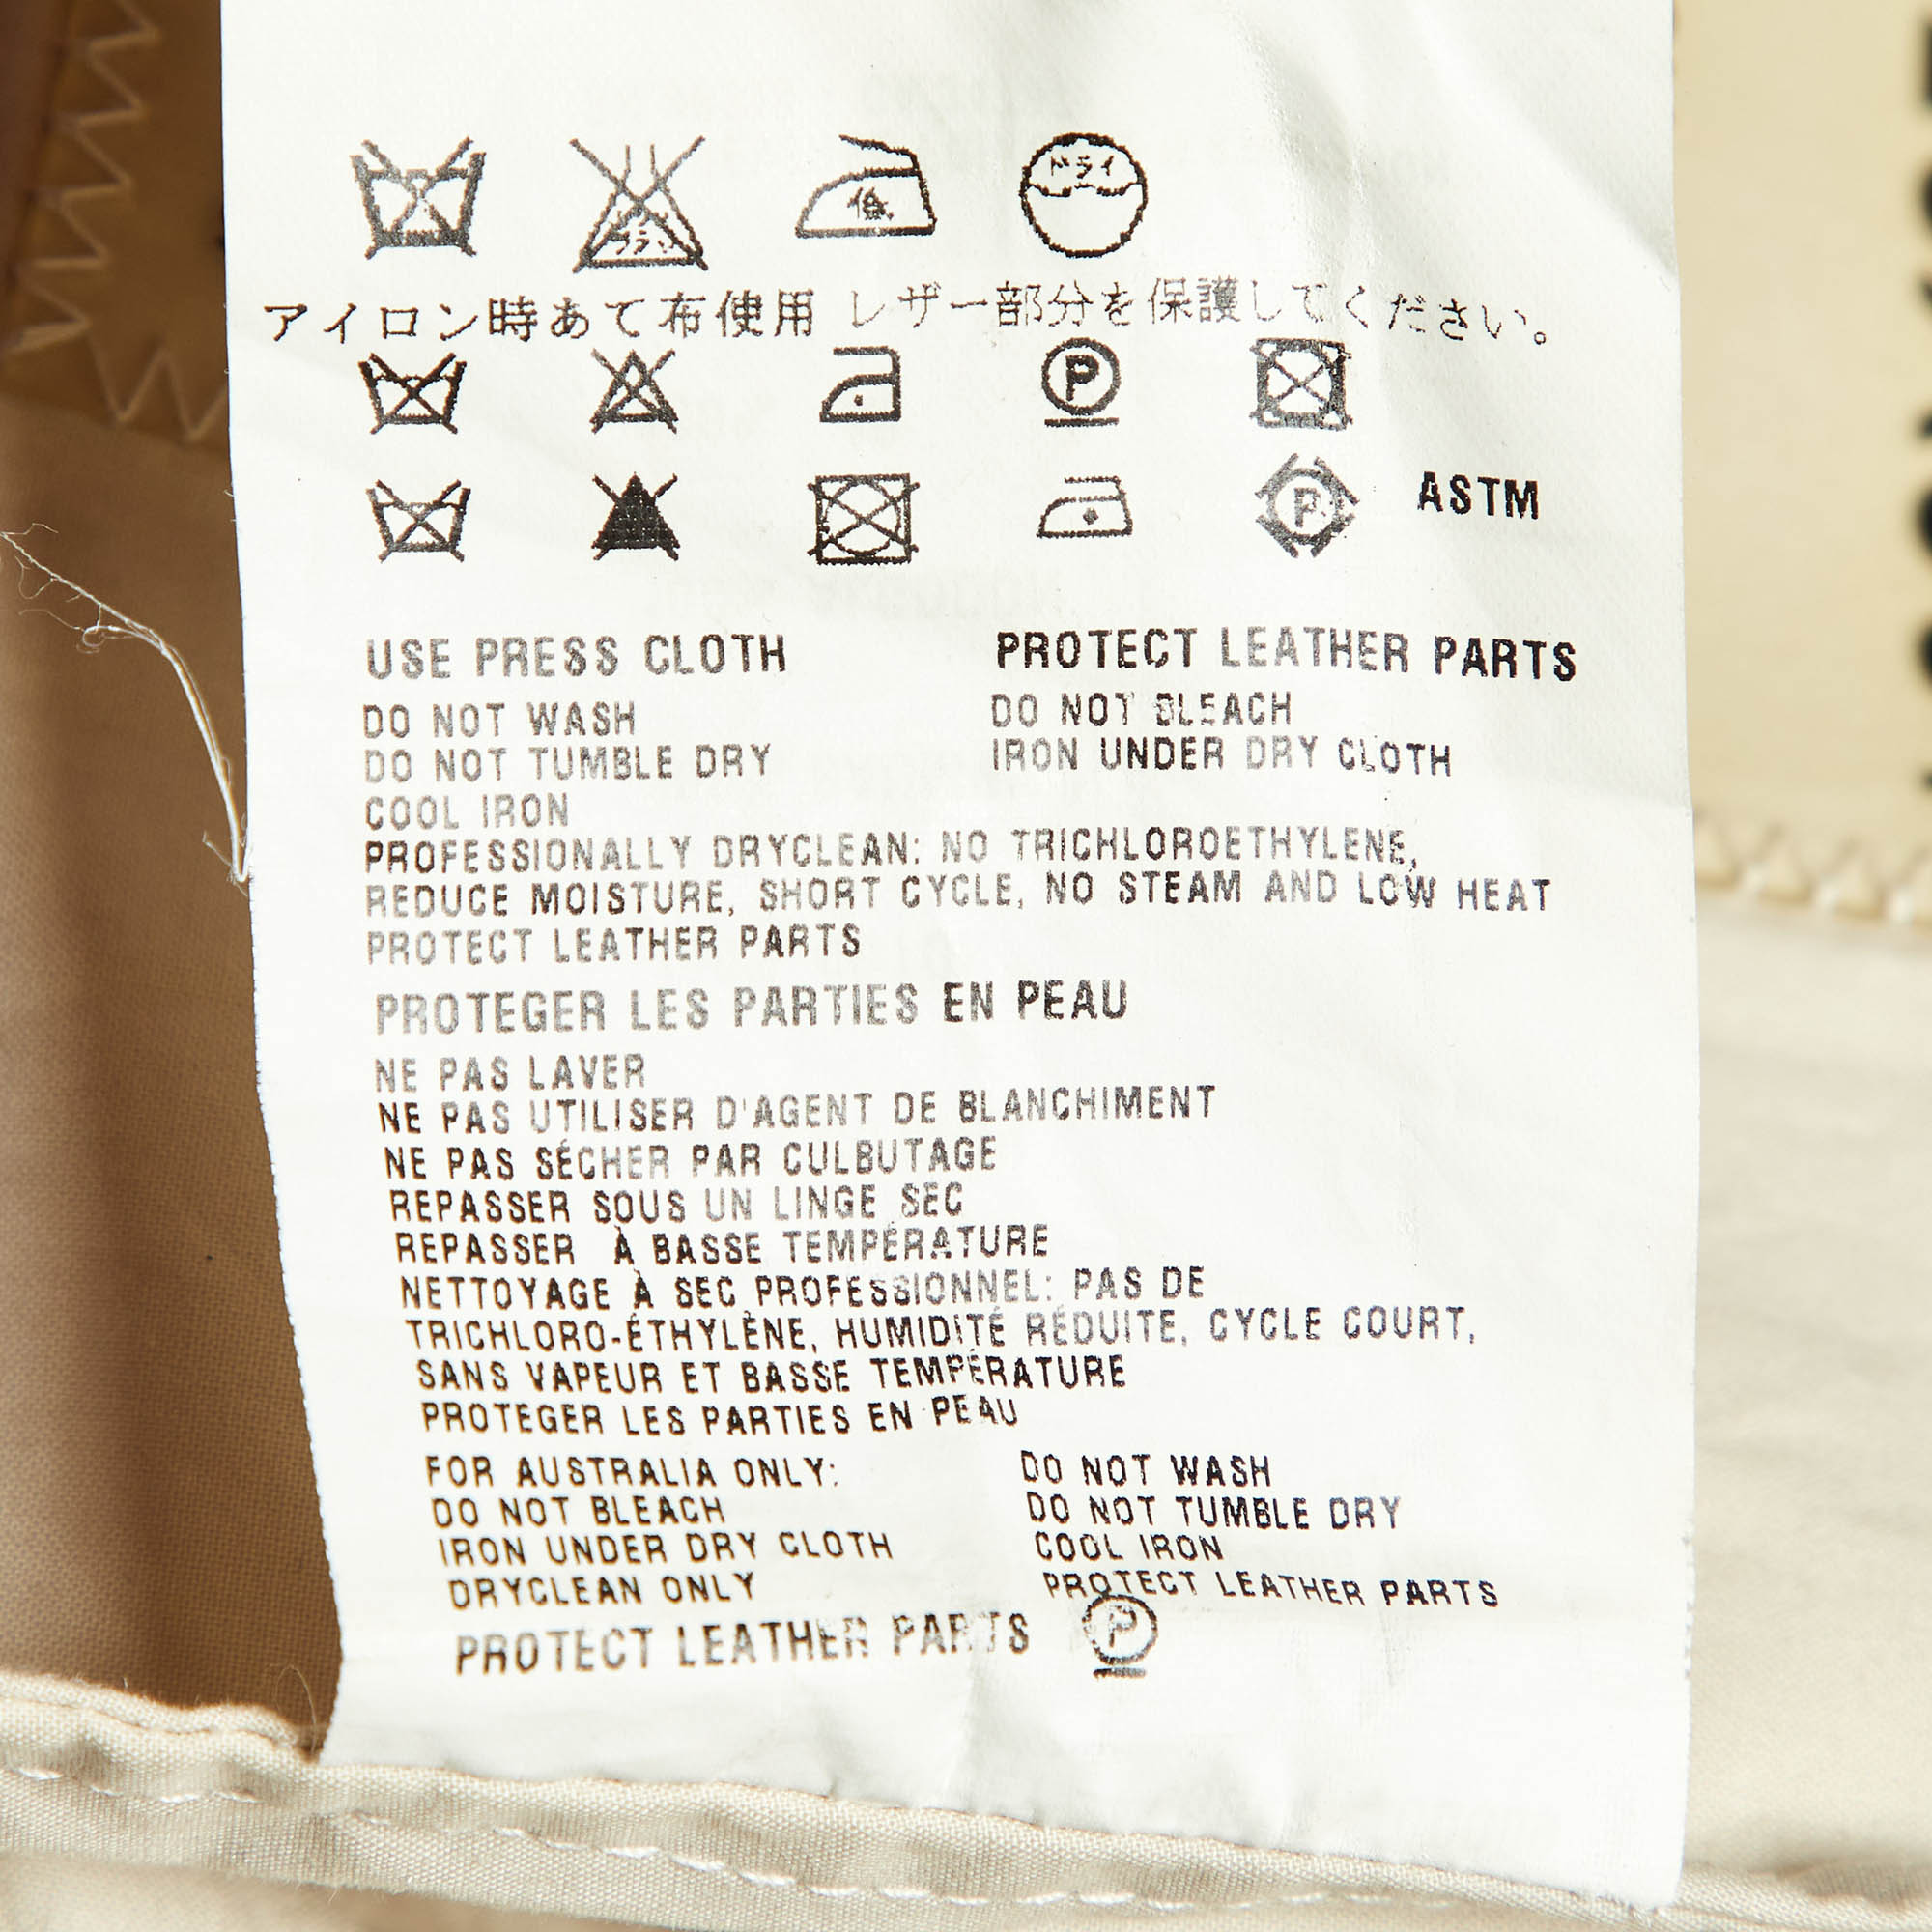 ドライ
低
アイロン時あて布使用 レザー部分を保護してください。
P
P ASTM
USE PRESS CLOTH PROTECT LEATHER PARTS
DO NOT WASH DO NOT BLEACH
DO NOT TUMBLE DRY IRON UNDER DRY CLOTH
COOL IRON
PROFESSIONALLY DRYCLEAN: NO TRICHLOROETHYLENE,
REDUCE MOISTURE, SHORT CYCLE, NO STEAM AND LOW HEAT
PROTECT LEATHER PARTS
PROTEGER LES PARTIES EN PEAU
NE PAS LAVER
NE PAS UTILISER D'AGENT DE BLANCHIMENT
NE PAS SÉCHER PAR CULBUTAGE
REPASSER SOUS UN LINGE SEC
REPASSER À BASSE TEMPÉRATURE
NETTOYAGE À SEC PROFESSIONNEL: PAS DE
TRICHLORO-ÉTHYLÈNE, HUMIDITÉ RÉDUITE, CYCLE COURT,
SANS VAPEUR ET BASSE TEMPÉRATURE
PROTEGER LES PARTIES EN PEAU
FOR AUSTRALIA ONLY: DO NOT WASH
DO NOT BLEACH DO NOT TUMBLE DRY
IRON UNDER DRY CLOTH COOL IRON
DRYCLEAN ONLY PROTECT LEATHER PARTS
PROTECT LEATHER PARTS P